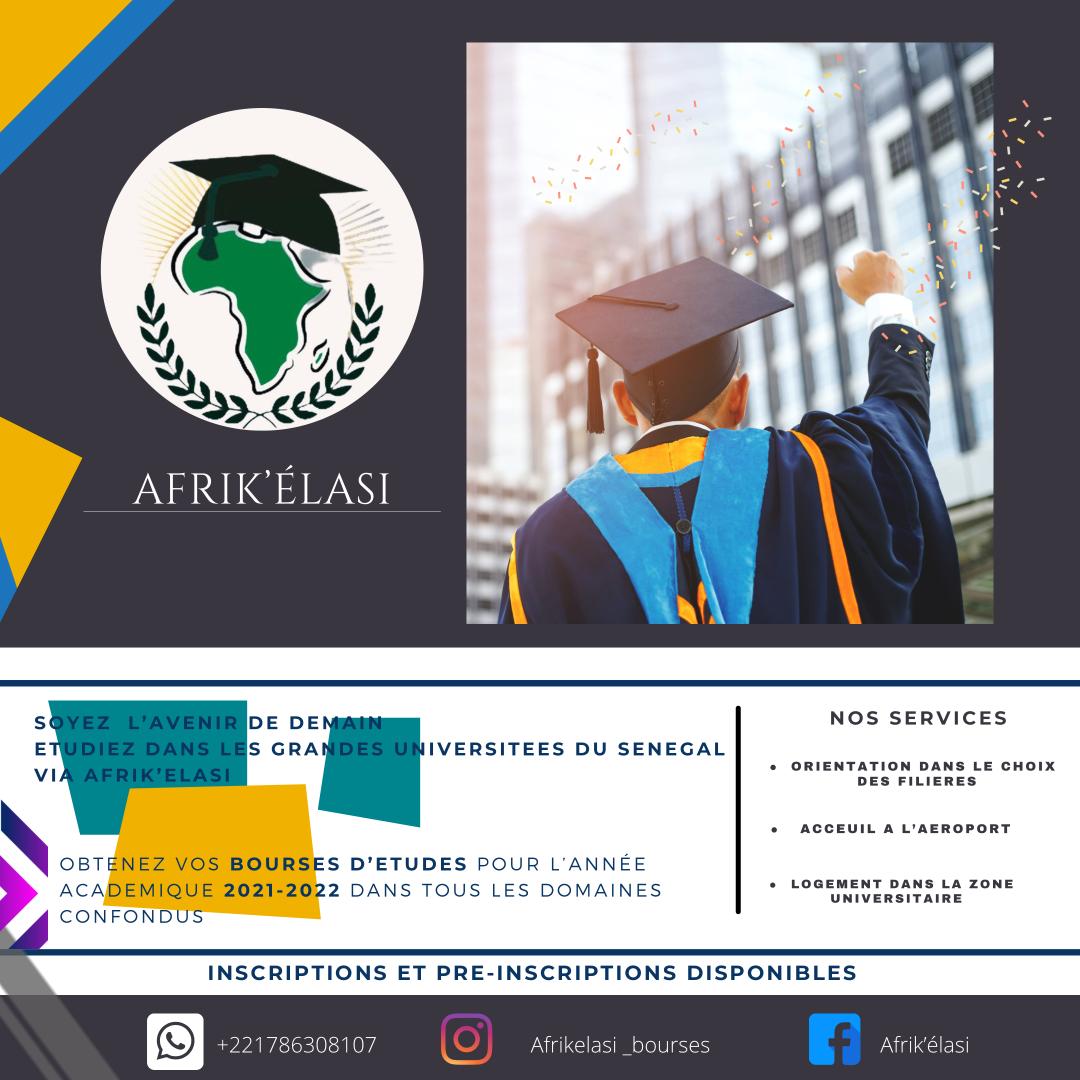 AFRIK'ÉLASI
SOYEZ L'AVENIR DE DEMAIN
ETUDIEZ DANS LES GRANDES UNIVERSITEES DU SENEGAL
VIA AFRIK'ELASI
OBTENEZ VOS BOURSES D'ETUDES POUR L'ANNÉE
ACADEMIQUE 2021-2022 DANS TOUS LES DOMAINES
CONFONDUS
NOS SERVICES
• ORIENTATION DANS LE CHOIX
DES FILIERES
• ACCEUIL A L'AEROPORT
• LOGEMENT DANS LA ZONE
UNIVERSITAIRE
INSCRIPTIONS ET PRE-INSCRIPTIONS DISPONIBLES
+221786308107
Afrikelasi _bourses
Afrik'élasi